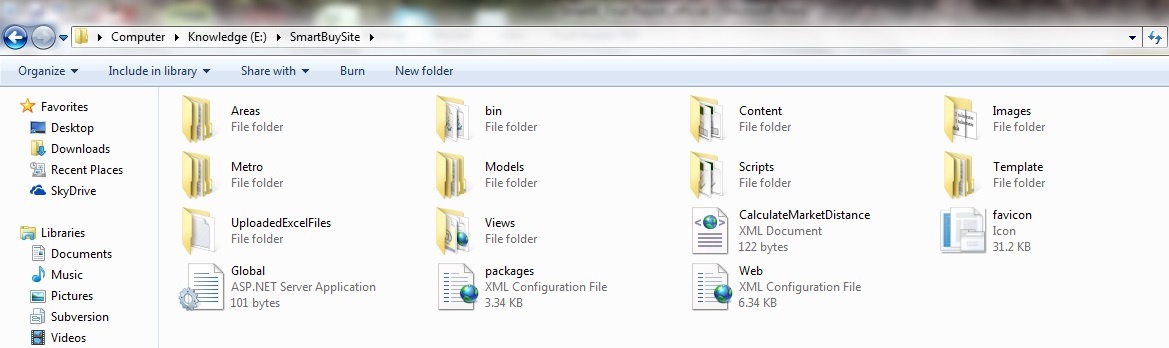 Computer Knowledge (E:) SmartBuySite
Organize Include in library Share with Burn New folder
Favorites
Desktop
Downloads
Recent Places
SkyDrive
Libraries
Documents
Music
Pictures
Subversion
Videos
Areas
File folder
bin
File folder
Content
File folder
Images
File folder
Metro
File folder
Models
File folder
Scripts
File folder
Template
File folder
UploadedExcelFiles
File folder
Views
File folder
CalculateMarketDistance
XML Document
122 bytes
favicon
Icon
31.2 KB
Global
ASP.NET Server Application
101 bytes
packages
XML Configuration File
3.34 KB
Web
XML Configuration File
6.34 KB